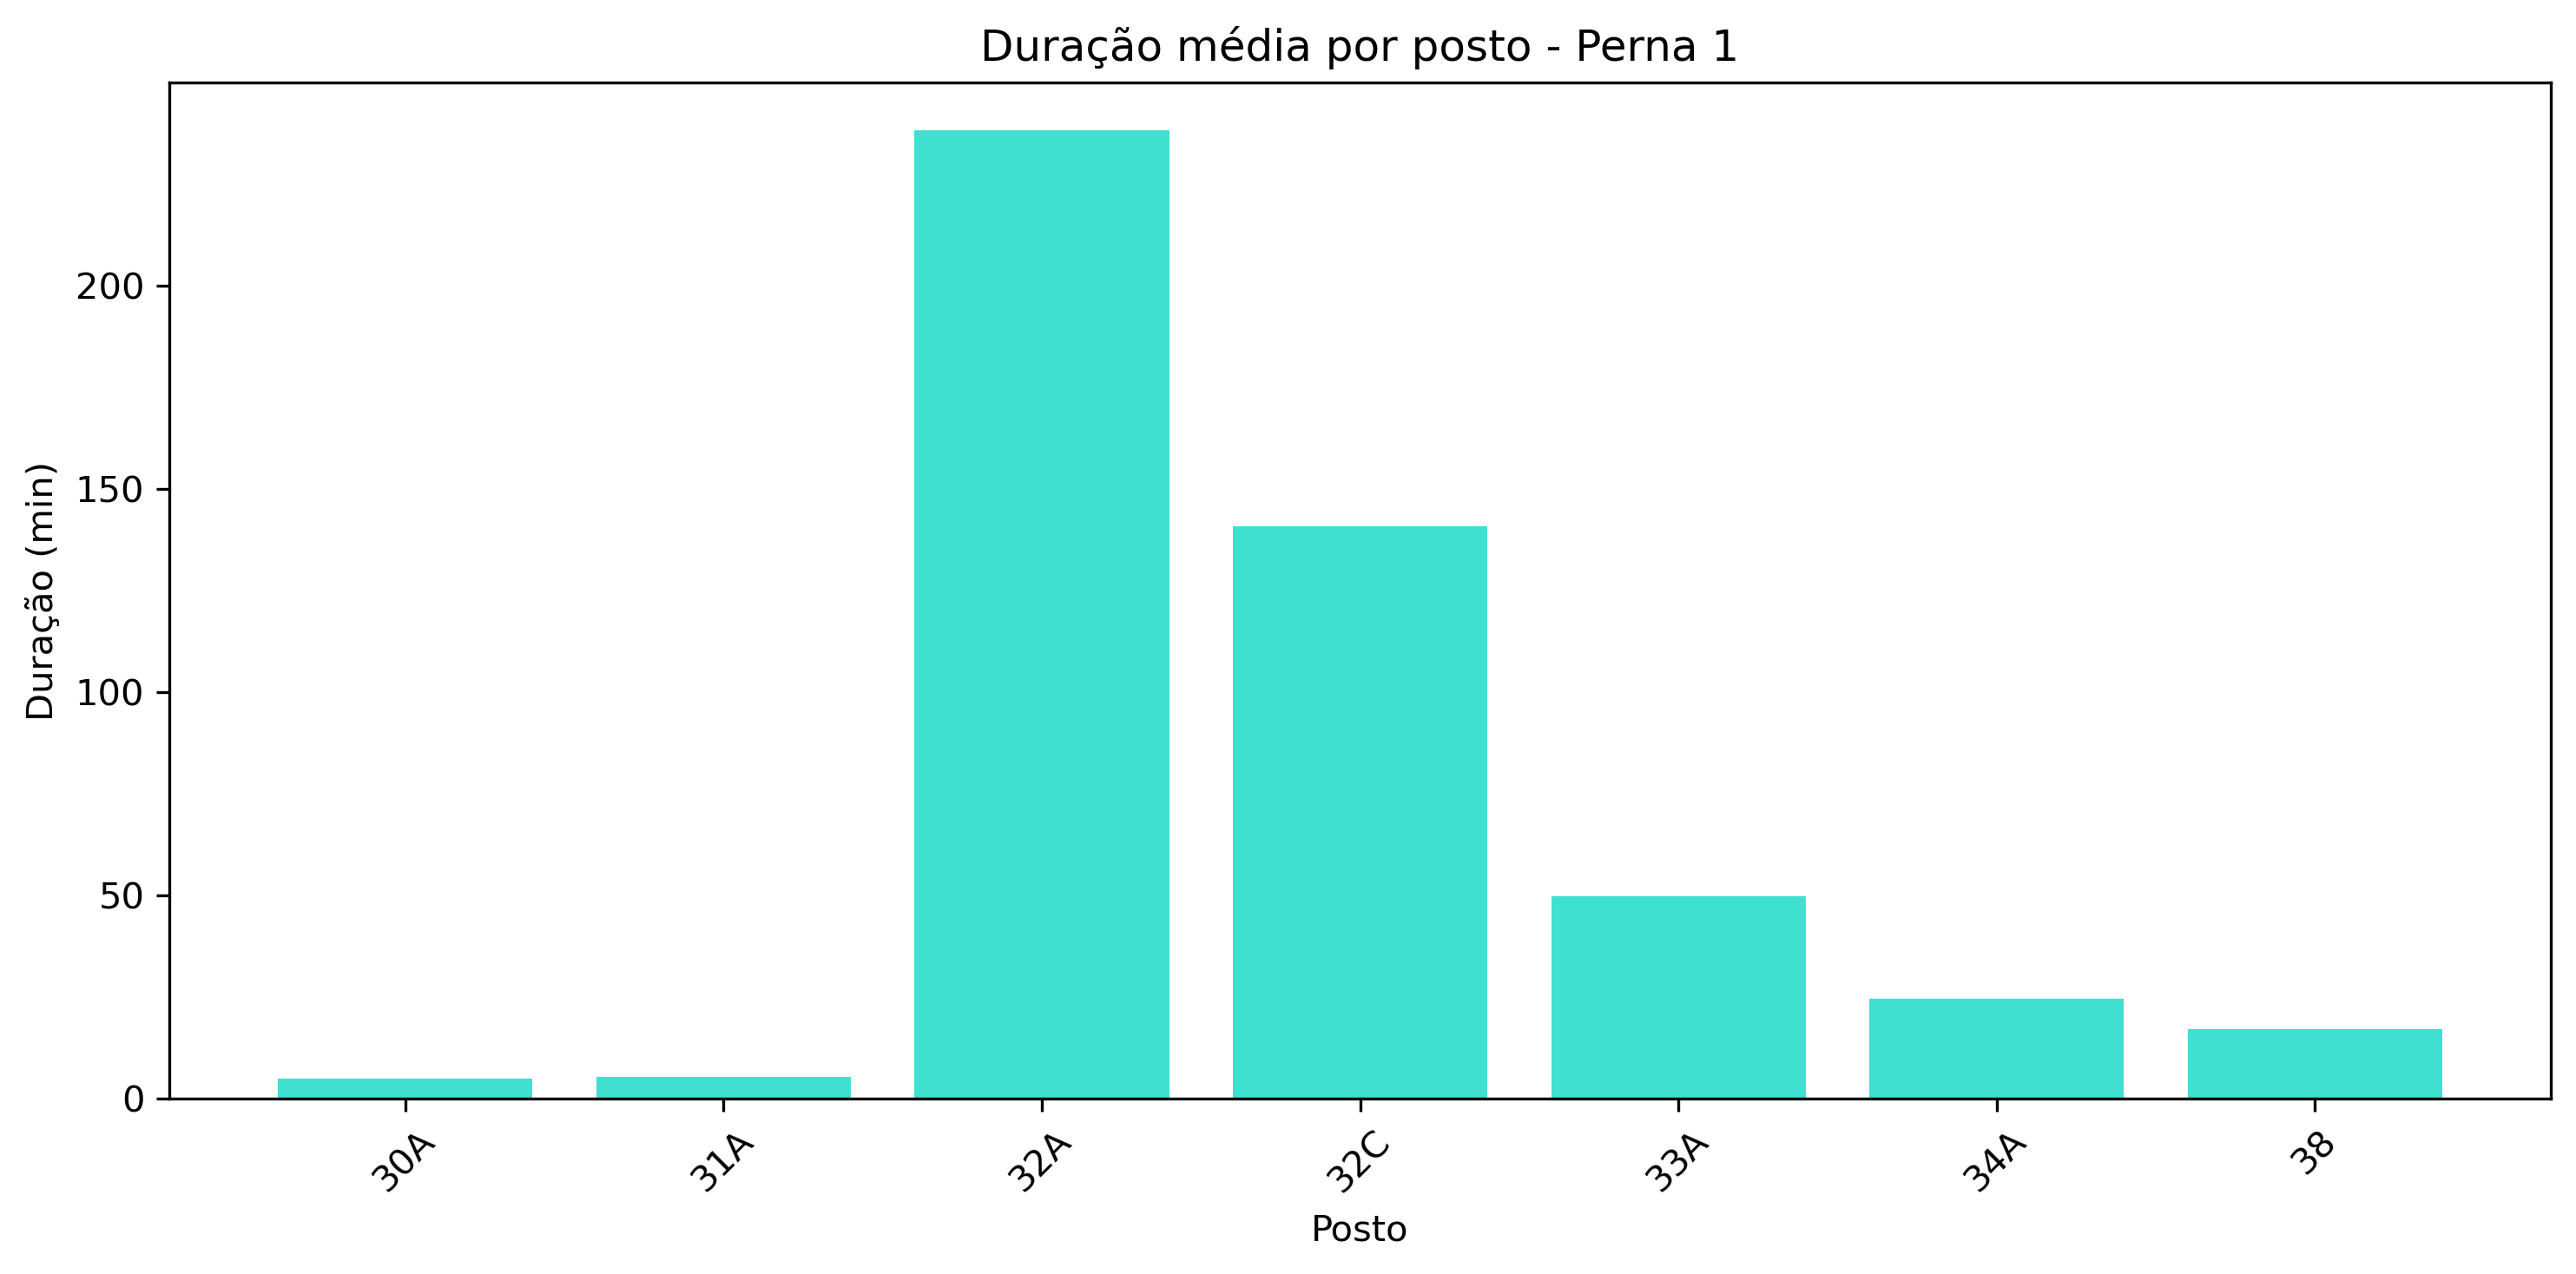 Duração média por posto - Perna 1
Duração (min)
200
150
100
50
0
30A
31A
32A
32C
33A
34A
38
Posto